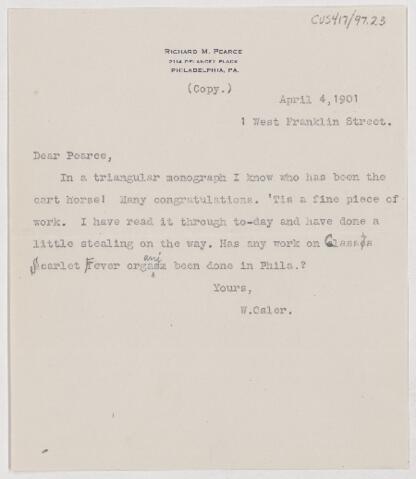 CUS417/97.23
RICHARD M. PEARCE
2114 DELANCEY PLACE
PHILADELPHIA, PA.
(Copy.)
April 4,1901
1 West Franklin Street.
Dear Pearce,
In a triangular monograph I know who has been the
cart horse! Many congratulations. 'Tis a fine piece of
work. I have read it through to-day and have done a
little stealing on the way. Has any work on
Scarlet Fever been done in Phila.?
Yours,
W.Osler.